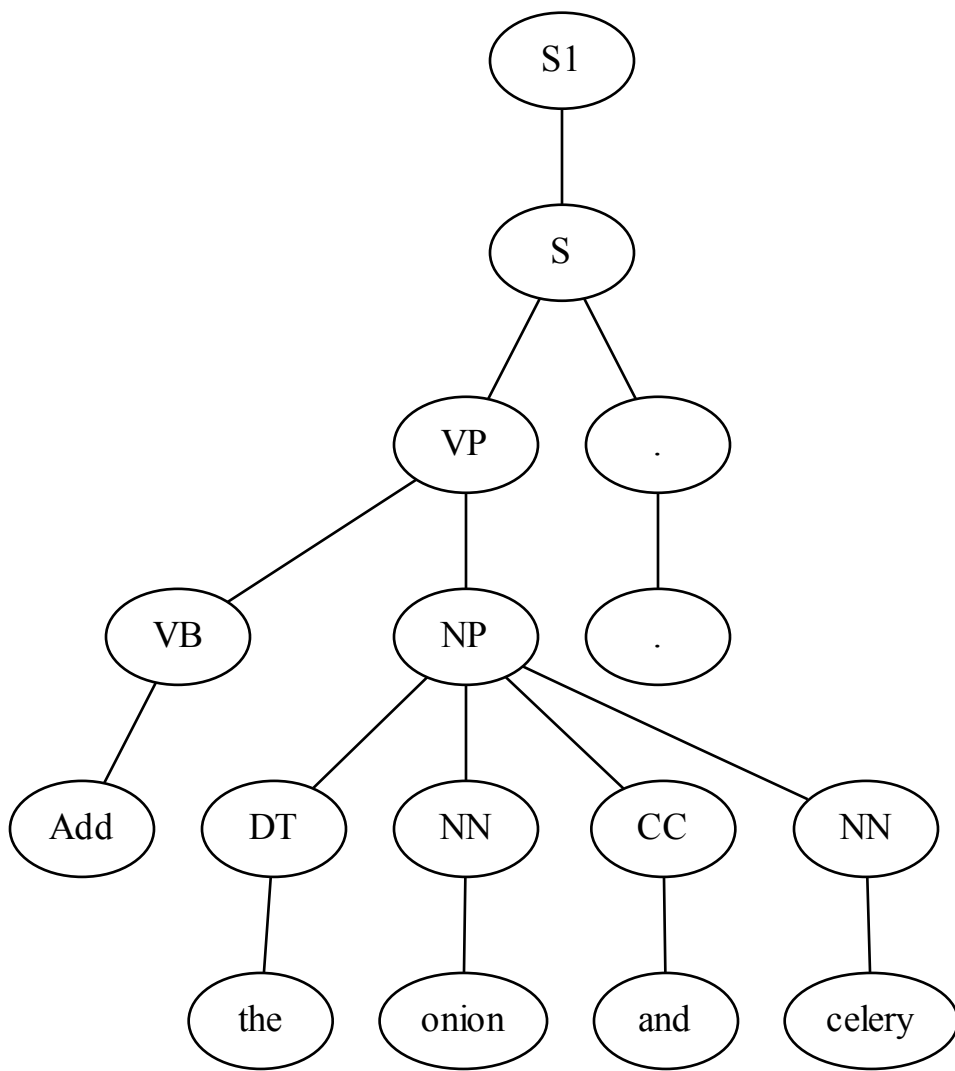 S1
S
VP .
VB NP .
Add DT NN CC NN
the onion and celery